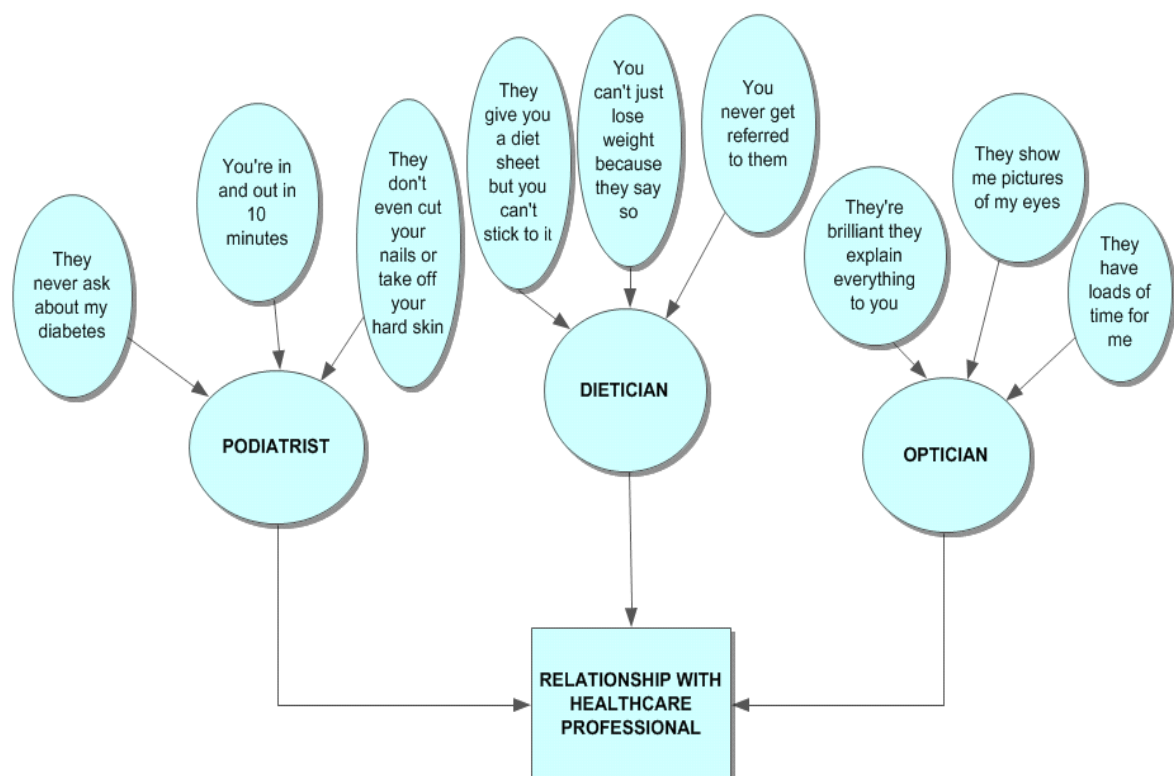 They
never ask
about my
diabetes
You're in
and out in
10
minutes
They
don't
even cut
your
nails or
take off
your
hard skin
They
give you
a diet
sheet
but you
can't
stick to it
You
can't just
lose
weight
because
they say
so
You
never get
referred
to them
They're
brilliant they
explain
everything
to you
They show
me pictures
of my eyes
They
have
loads of
time for
me
PODIATRIST
DIETICIAN
OPTICIAN
RELATIONSHIP WITH
HEALTHCARE
PROFESSIONAL